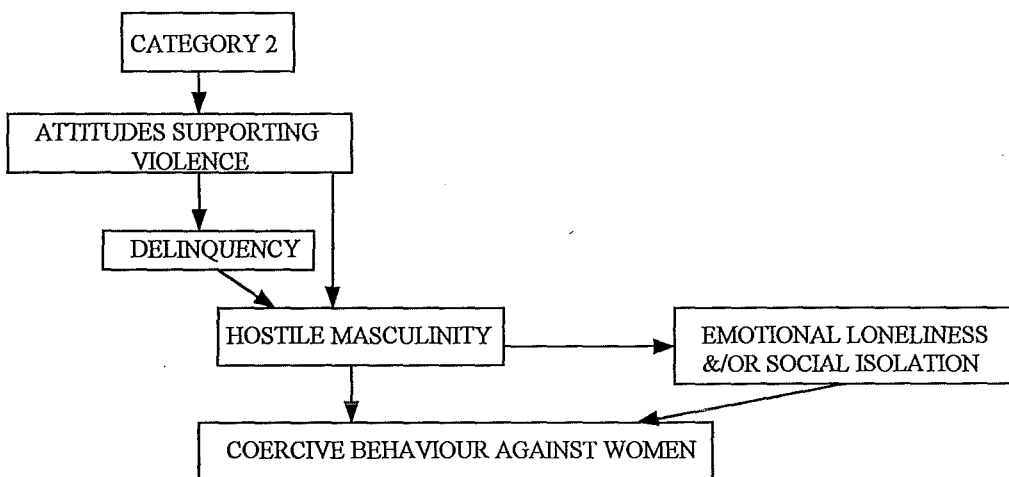 CATEGORY 2
ATTITUDES SUPPORTING
VIOLENCE
DELINQUENCY
HOSTILE MASCULINITY
EMOTIONAL LONELINESS
&/OR SOCIAL ISOLATION
COERCIVE BEHAVIOUR AGAINST WOMEN